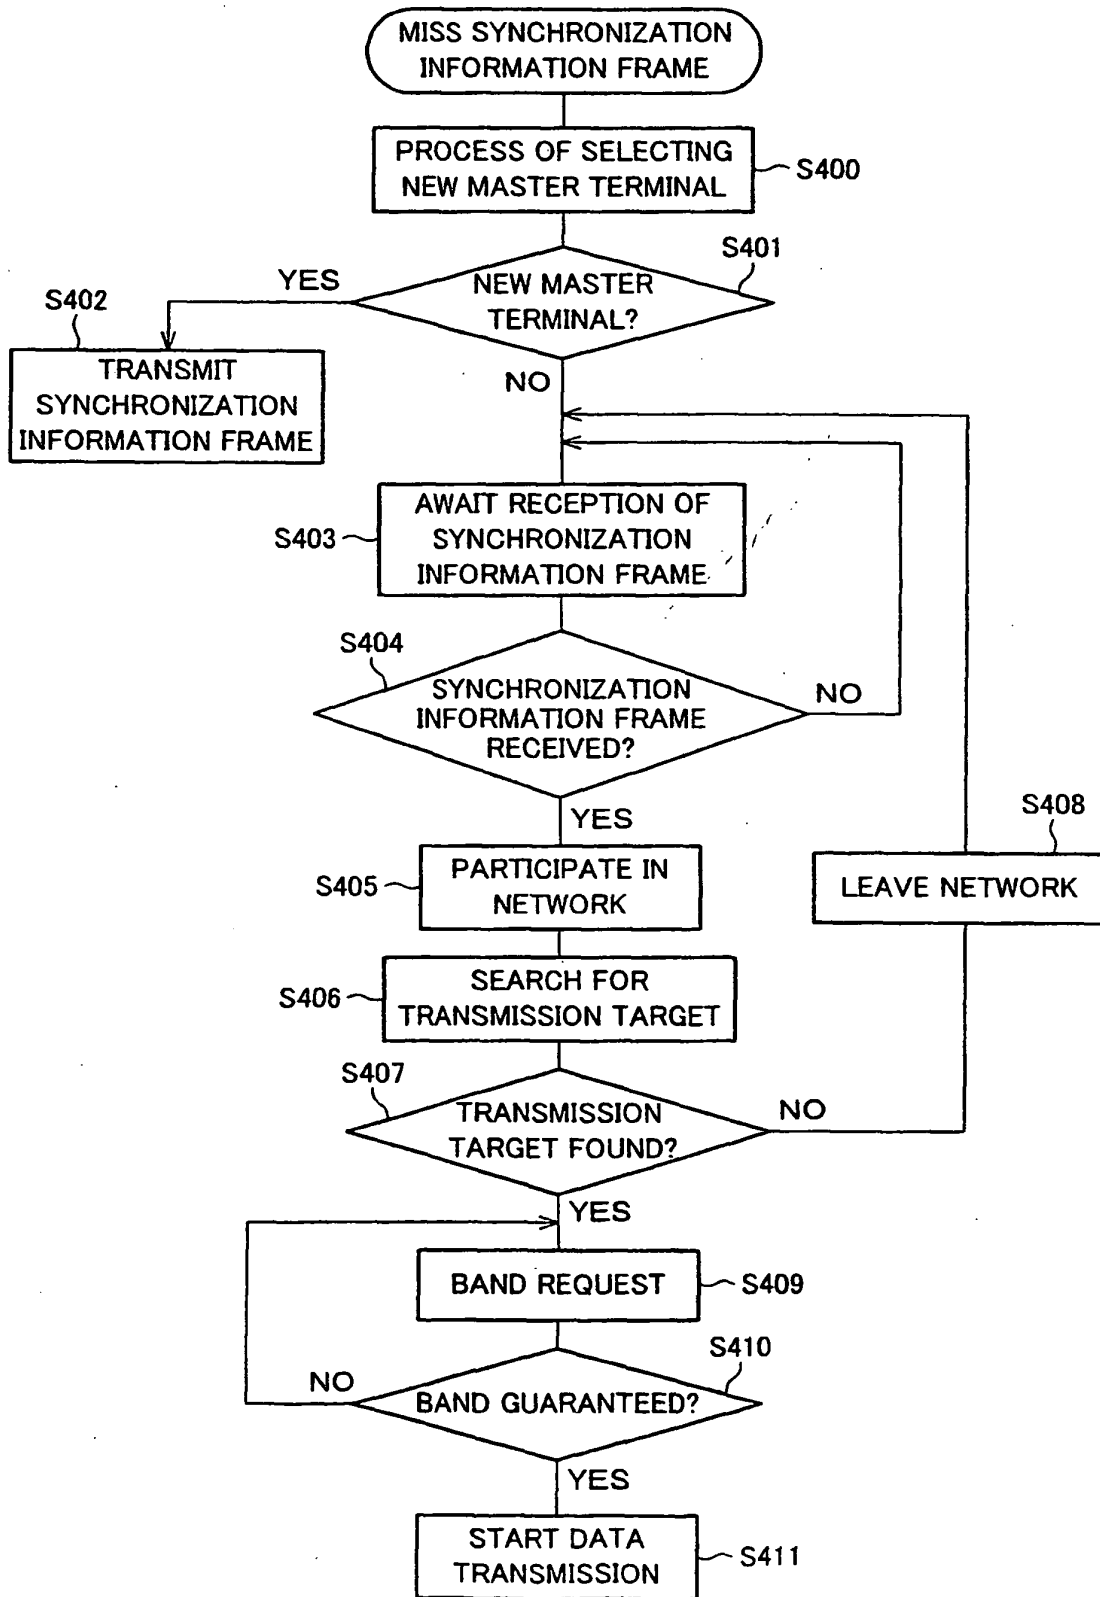 MISS SYNCHRONIZATION
INFORMATION FRAME
PROCESS OF SELECTING
NEW MASTER TERMINAL
S400
S401
NEW MASTER
TERMINAL?
YES
S402
TRANSMIT
SYNCHRONIZATION
INFORMATION FRAME
NO
AWAIT RECEPTION OF
SYNCHRONIZATION
INFORMATION FRAME
S403
S404
SYNCHRONIZATION
INFORMATION FRAME
RECEIVED?
NO
YES
S405
PARTICIPATE IN
NETWORK
S408
LEAVE NETWORK
S406
SEARCH FOR
TRANSMISSION TARGET
S407
TRANSMISSION
TARGET FOUND?
NO
YES
BAND REQUEST
S409
S410
BAND GUARANTEED?
NO
YES
START DATA
TRANSMISSION
S411